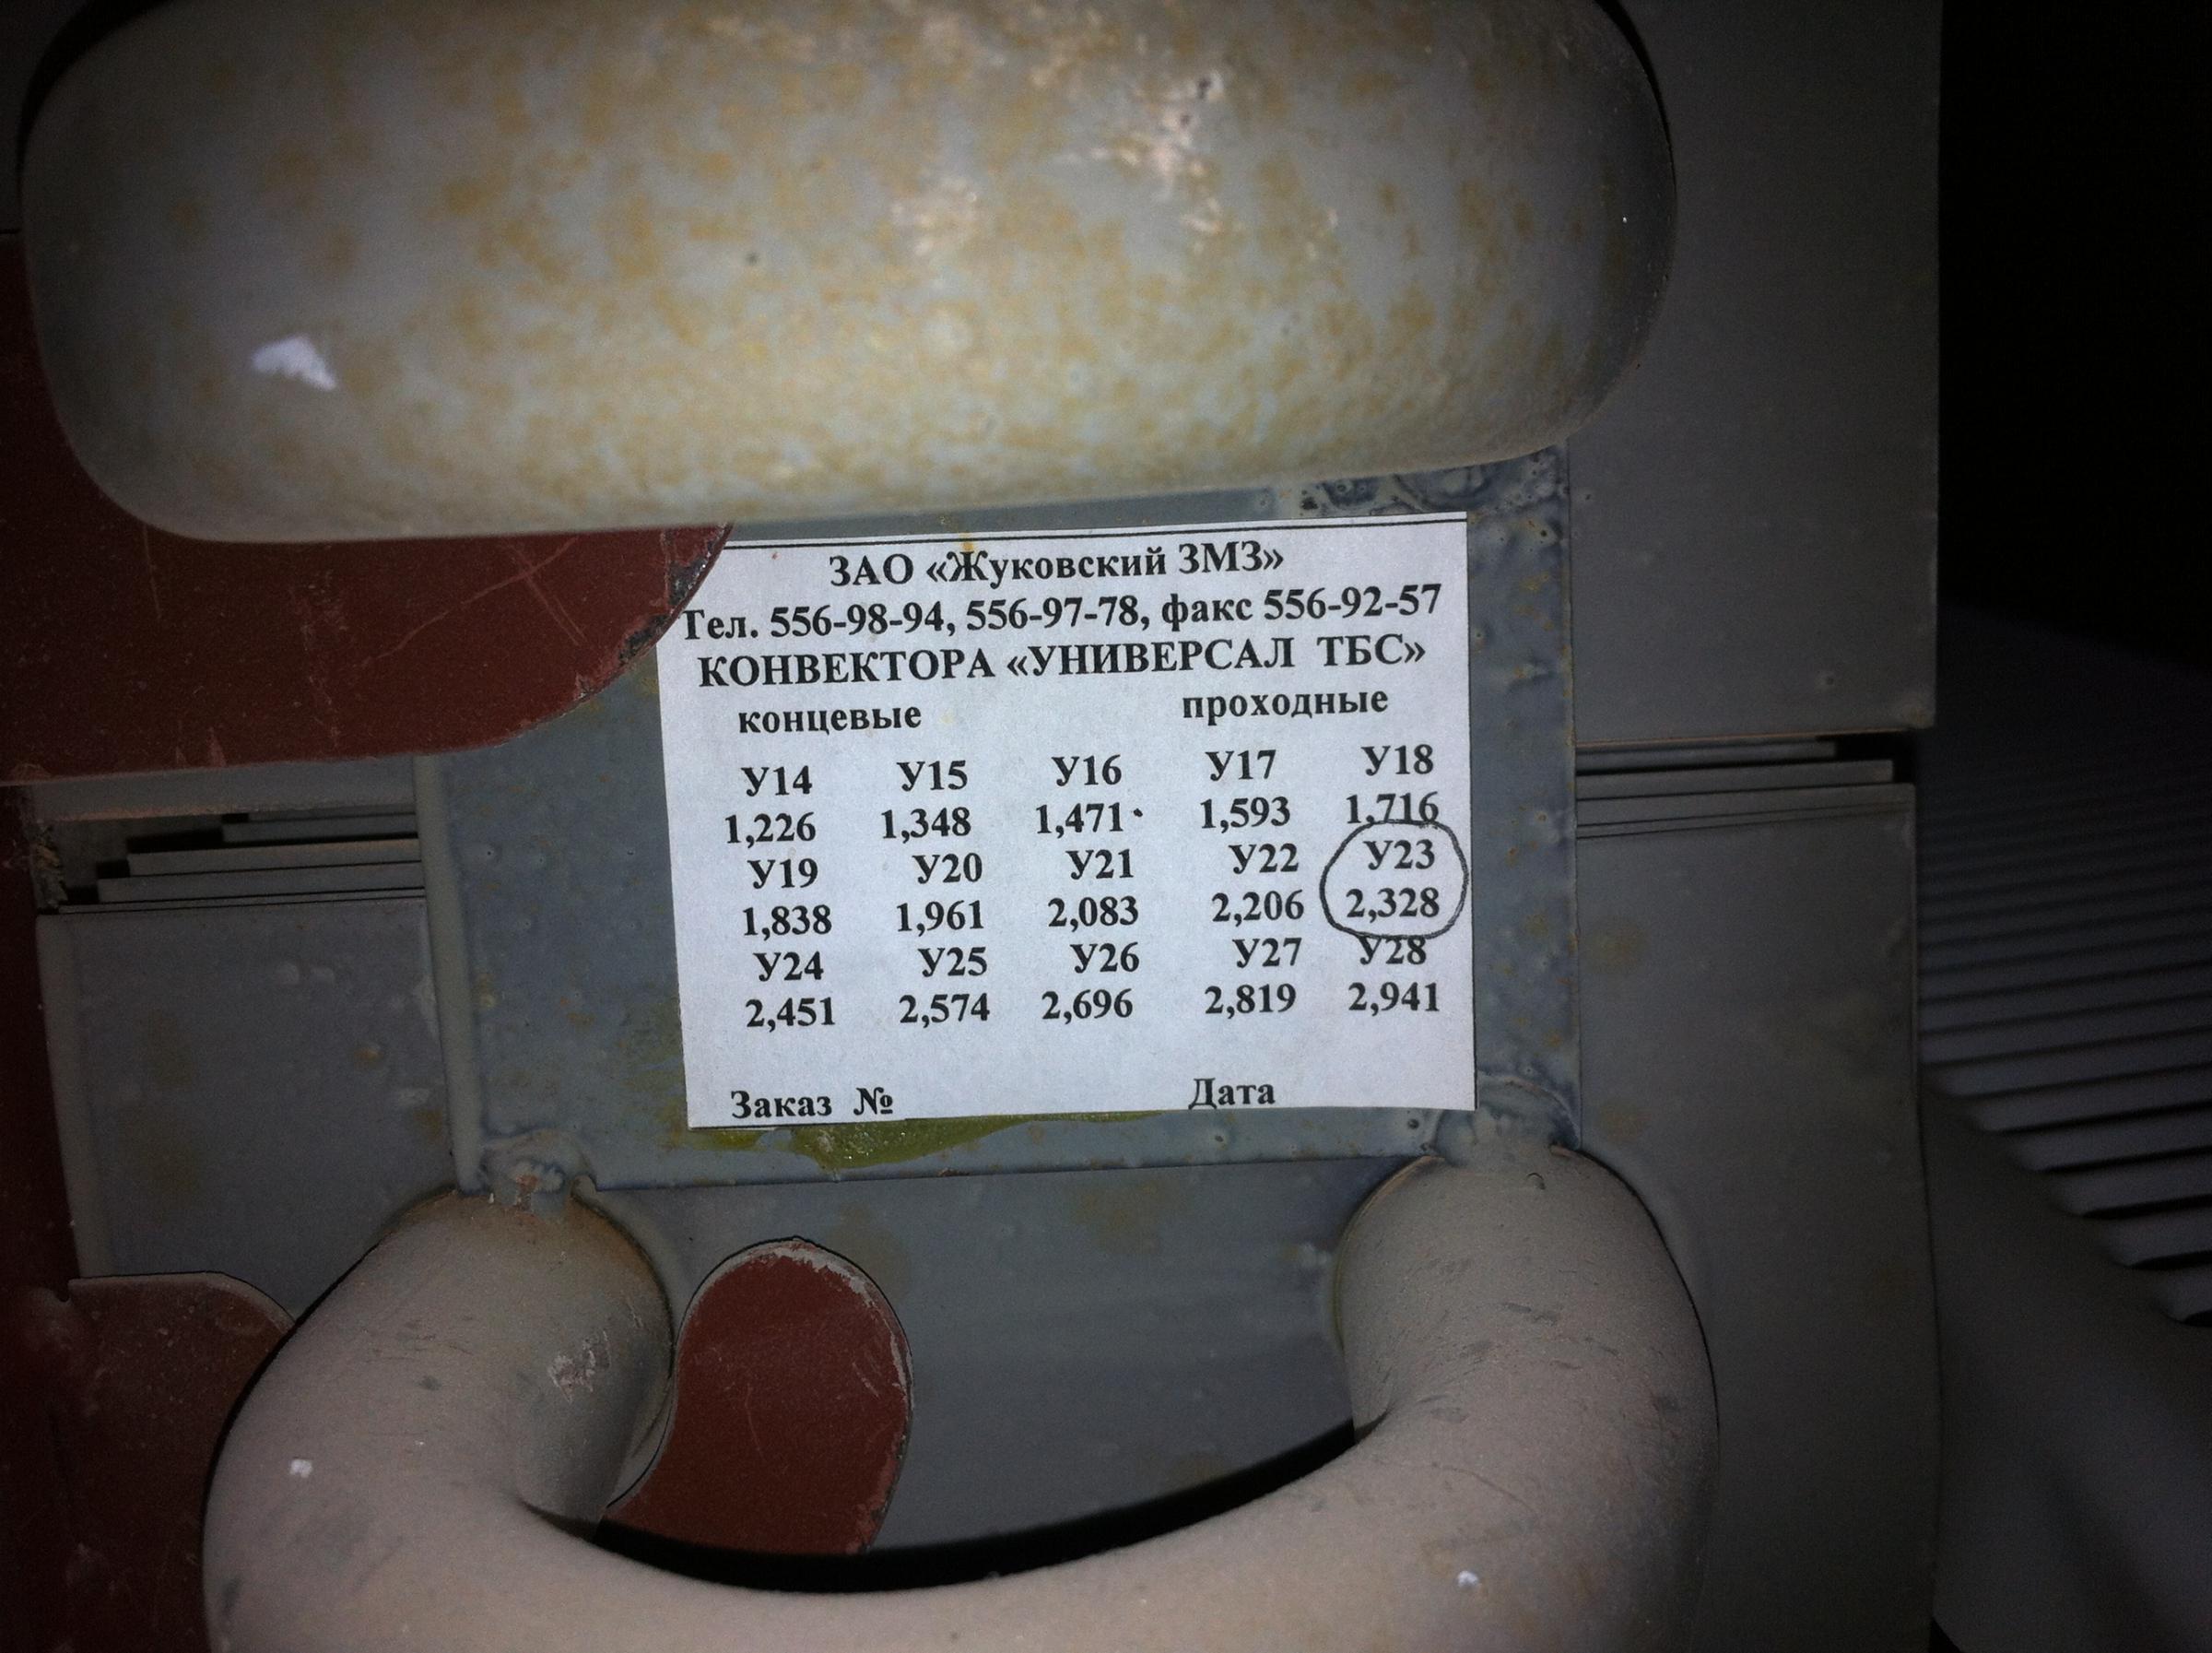 ЗАО «Жуковский ЗМЗ»
Тел. 556-98-94, 556-97-78, факс 556-92-57
КОНВЕКТОРА «УНИВЕРСАЛ ТБС»
концевые проходные
У14 У15 У16 У17 У18
1,226 1,348 1,471 1,593 1,716
У19 У20 У21 У22 У23
1,838 1,961 2,083 2,206 2,328
У24 У25 У26 У27 У28
2,451 2,574 2,696 2,819 2,941
Заказ № Дата